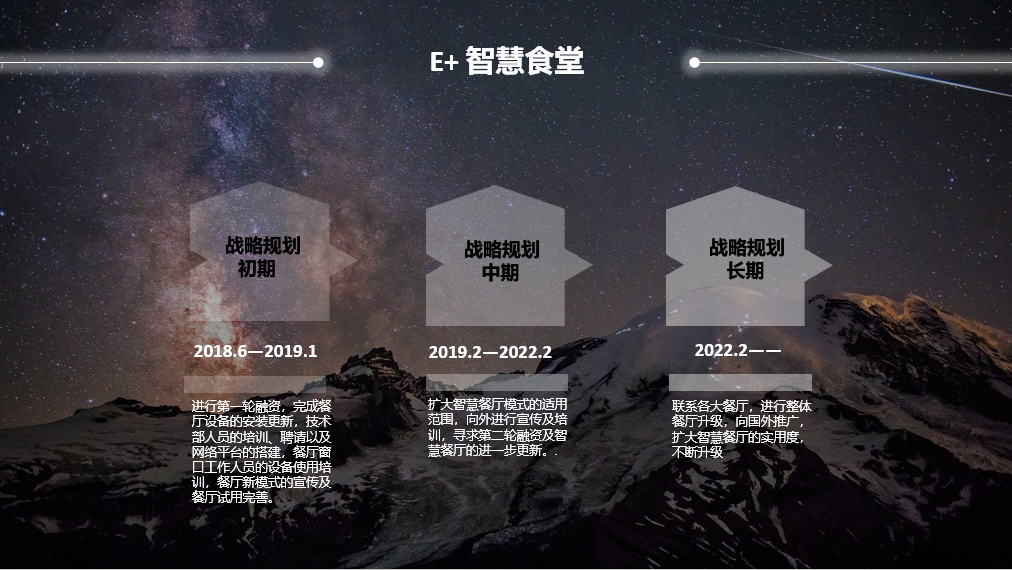 E+ 智慧食堂
战略规划
初期
战略规划
中期
战略规划
长期
2018.6—2019.1
2019.2—2022.2
2022.2——
进行第一轮融资，完成餐
厅设备的安装更新，技术
部人员的培训、聘请以及
网络平台的搭建，餐厅窗
口工作人员的设备使用培
训，餐厅新模式的宣传及
餐厅试用完善。
扩大智慧餐厅模式的适用
范围，向外进行宣传及培
训，寻求第二轮融资及智
慧餐厅的进一步更新。.
联系各大餐厅，进行整体
餐厅升级，向国外推广，
扩大智慧餐厅的实用度，
不断升级